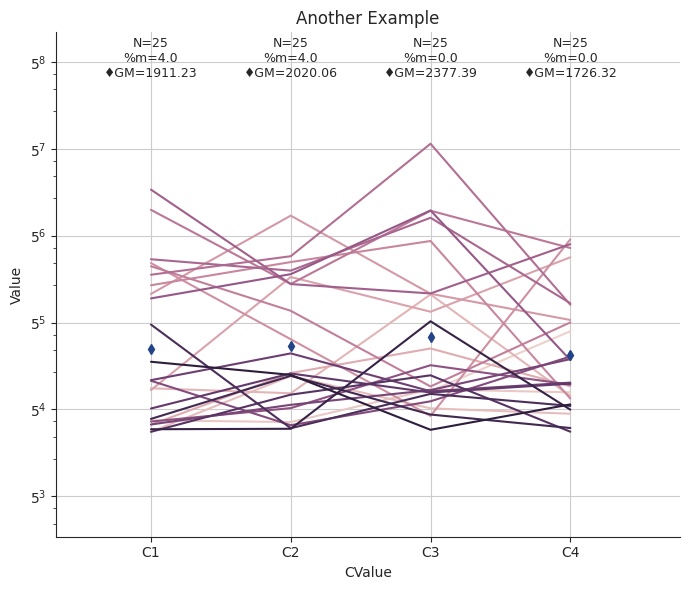 Another Example
N=25 N=25 N=25 N=25
%m=4.0 %m=4.0 %m=0.0 %m=0.0
♦GM=1911.23 ♦GM=2020.06 ♦GM=2377.39 ♦GM=1726.32
5⁸
5⁷
5⁶
5⁵
5⁴
5³
Value
C1 C2 C3 C4
CValue